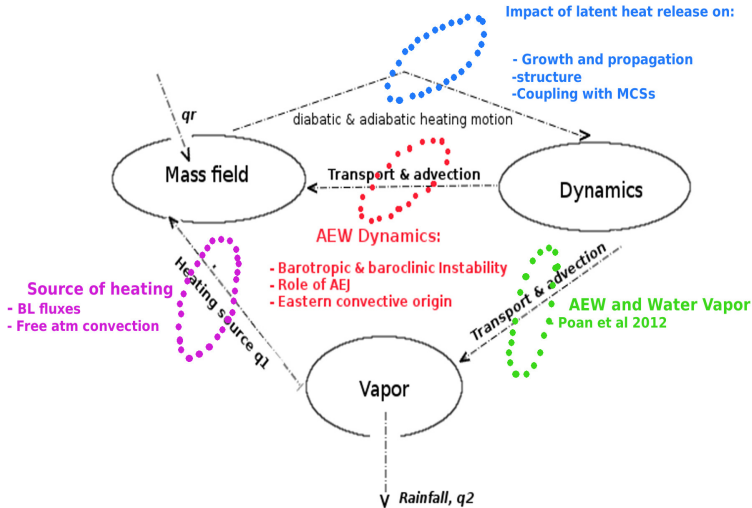 Impact of latent heat release on:
- Growth and propagation
-structure
-Coupling with MCSs
qr
diabatic & adiabatic heating motion
Mass field
Transport & advection
Dynamics
AEW Dynamics:
- Barotropic & baroclinic Instability
- Role of AEJ
- Eastern convective origin
Source of heating
- BL fluxes
- Free atm convection
Heating source q1
Transport & advection
AEW and Water Vapor
- Poan et al 2012
Vapor
Rainfall, q2